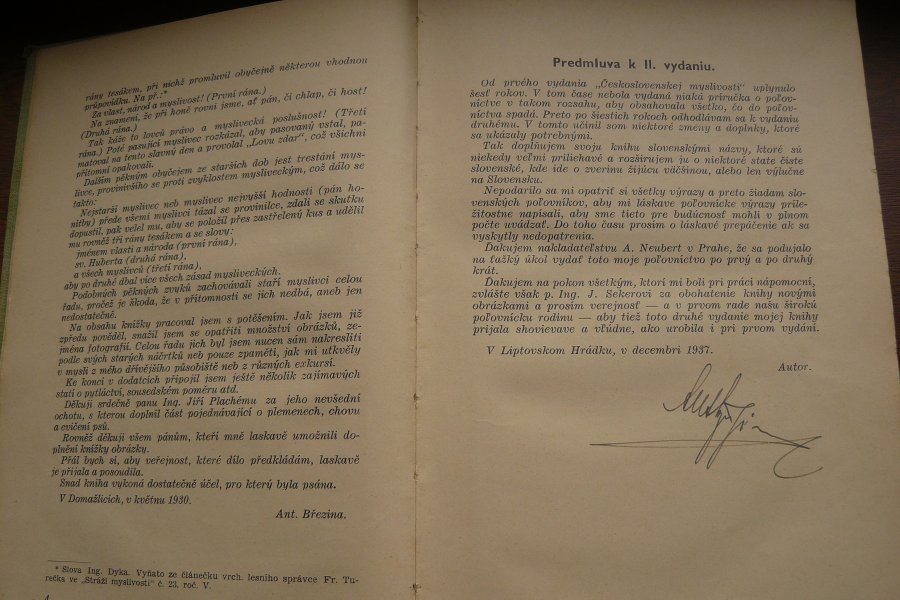 rány tesákem, při nichž promluvil obyčejně některou vhodnou
průpovídku. Na př.:*
Za vlast, národ a myslivost! (První rána.)
Na znamení, že při honě rovni jsme, ať pán, či chlap, či host!
(Druhá rána.)
Tak káže to lovců právo a myslivecká poslušnost! (Třetí
rána.) Poté pasující myslivec rozkázal, aby pasovaný vstal, pa-
matoval na tento slavný den a provolal „Lovu zdar“, což všichni
přítomní opakovali.
Dalším pěkným obyčejem ze starších dob jest trestání mys-
livce, provinivšího se proti zvyklostem mysliveckým, což dálo se
takto:
Nejstarší myslivec neb myslivec nejvyšší hodnosti (pán ho-
nitby) přede všemi myslivci tázal se provinilce, zdali se skutku
dopustil, pak velel mu, aby se položil přes zastřelený kus a udělil
mu rovněž tři rány tesákem a se slovy:
jménem vlasti a národa (první rána),
sv. Huberta (druhá rána),
a všech myslivců (třetí rána),
aby po druhé dbal více všech zásad mysliveckých.
Podobných pěkných zvyků zachovávali staří myslivci celou
řadu, pročež je škoda, že v přítomnosti se jich nedbá, aneb jen
nedostatečně.
Na obsahu knížky pracoval jsem s potěšením. Jak jsem již
zpředu pověděl, snažil jsem se opatřiti množství obrázků, ze-
jména fotografií. Celou řadu jich byl jsem nucen sám nakresliti
podle svých starých náčrtků neb pouze zpaměti, jak mi utkvěly
v mysli z mého dřívějšího působiště neb z různých exkursí.
Ke konci v dodatcích připojil jsem ještě několik zajímavých
statí o pytláctví, sousedském poměru atd.
Děkuji srdečně panu Ing. Jiří Plachému za jeho nevšední
ochotu, s kterou doplnil část pojednávající o plemenech, chovu
a cvičení psů.
Rovněž děkuji všem pánům, kteří mně laskavě umožnili do-
plnění knížky obrázky.
Přál bych si, aby veřejnost, které dílo předkládám, laskavě
je přijala a posoudila.
Snad kniha vykoná dostatečně účel, pro který byla psána.
V Domažlicích, v květnu 1930.
Ant. Březina.
* Slova Ing. Dyka. Vyňato ze článečku vrch. lesního správce Fr. Tu-
rečka ve „Stráži myslivosti“ č. 23. roč. V.
Predmluva k II. vydaniu.
Od prvého vydania „Československej myslivosti“ uplynulo
šesť rokov. V tom čase nebola vydaná niaká príručka o poľov-
níctve v takom rozsahu, aby obsahovala všetko, čo do poľov-
níctva spadá. Preto po šiestich rokoch odhodlávam sa k vydaniu
druhému. V tomto učinil som niektoré zmeny a doplnky, ktoré
sa ukázaly potrebnými.
Tak doplňujem svoju knihu slovenskými názvy, ktoré sú
niekedy veľmi priliehavé a rozširujem ju o niektoré state čiste
slovenské, kde ide o zverinu žijúcu väčšinou, alebo len výlučne
na Slovensku.
Nepodarilo sa mi opatriť si všetky výrazy a preto žiadam slo-
venských poľovníkov, aby mi láskave poľovnícke výrazy príle-
žitostne napísali, aby sme tieto pre budúcnosť mohli v plnom
počte uvádzať. Do toho času prosím o láskavé prepáčenie ak sa
vyskytly nedopatrenia.
Ďakujem nakladateľstvu A. Neubert v Prahe, že sa podujalo
na ťažký úkol vydať toto moje poľovníctvo po prvý a po druhý
krát.
Ďakujem na pokon všetkým, ktorí mi boli pri práci nápomocní,
zvlášte však p. Ing. J. Sekerovi za obohatenie knihy novými
obrázkami a prosím verejnosť — a v prvom rade našu širokú
poľovnícku rodinu — aby tiež toto druhé vydanie mojej knihy
prijala shovievave a vľúdne, ako urobila i pri prvom vydání.
V Liptovskom Hrádku, v decembri 1937.
Autor.